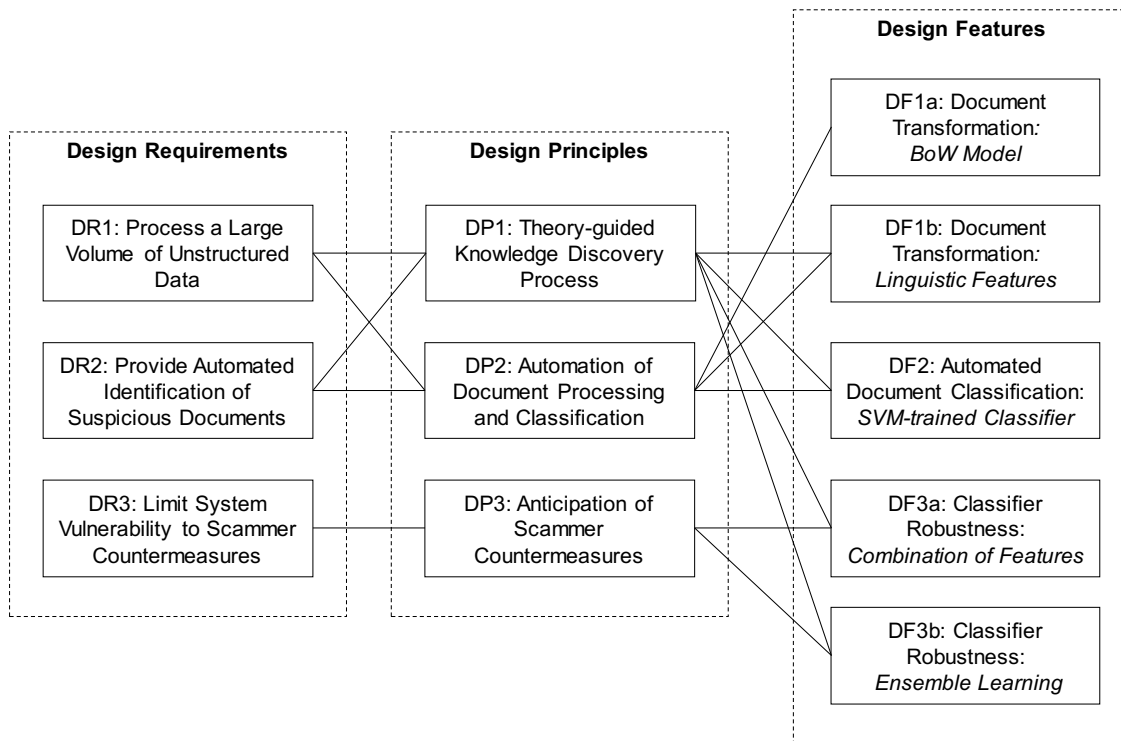 Design Requirements
DR1: Process a Large
Volume of Unstructured
Data
DR2: Provide Automated
Identification of
Suspicious Documents
DR3: Limit System
Vulnerability to Scammer
Countermeasures
Design Principles
DP1: Theory-guided
Knowledge Discovery
Process
DP2: Automation of
Document Processing
and Classification
DP3: Anticipation of
Scammer
Countermeasures
Design Features
DF1a: Document
Transformation:
BoW Model
DF1b: Document
Transformation:
Linguistic Features
DF2: Automated
Document Classification:
SVM-trained Classifier
DF3a: Classifier
Robustness:
Combination of Features
DF3b: Classifier
Robustness:
Ensemble Learning